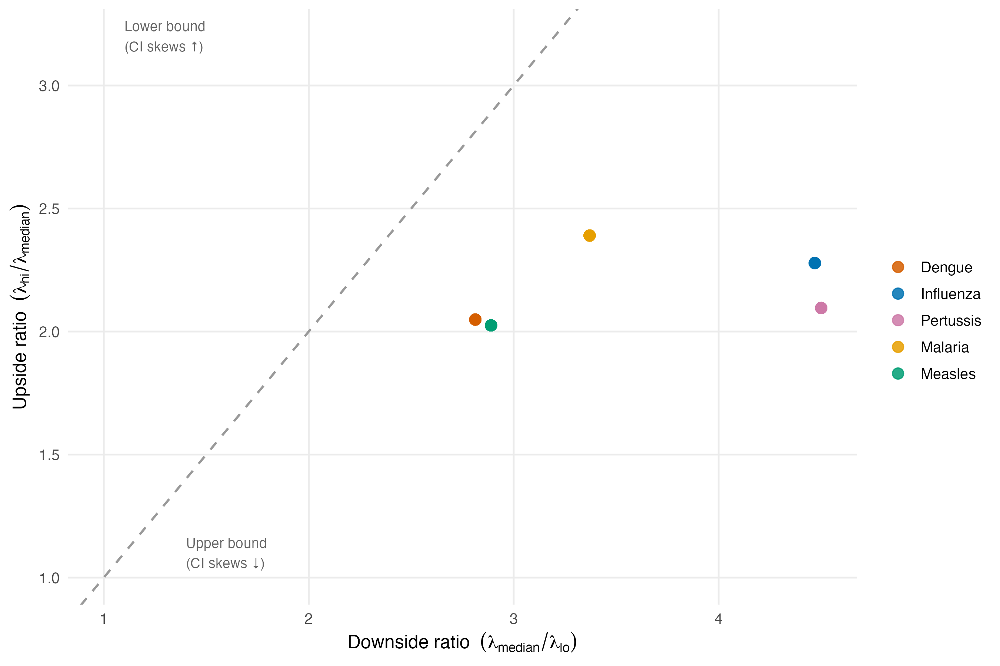 Lower bound
(CI skews ↑)
3.0
2.5
2.0
1.5
1.0
Upside ratio (λhi/λmedian)
Upper bound
(CI skews ↓)
1 2 3 4
Downside ratio (λmedian/λlo)
Dengue
Influenza
Pertussis
Malaria
Measles